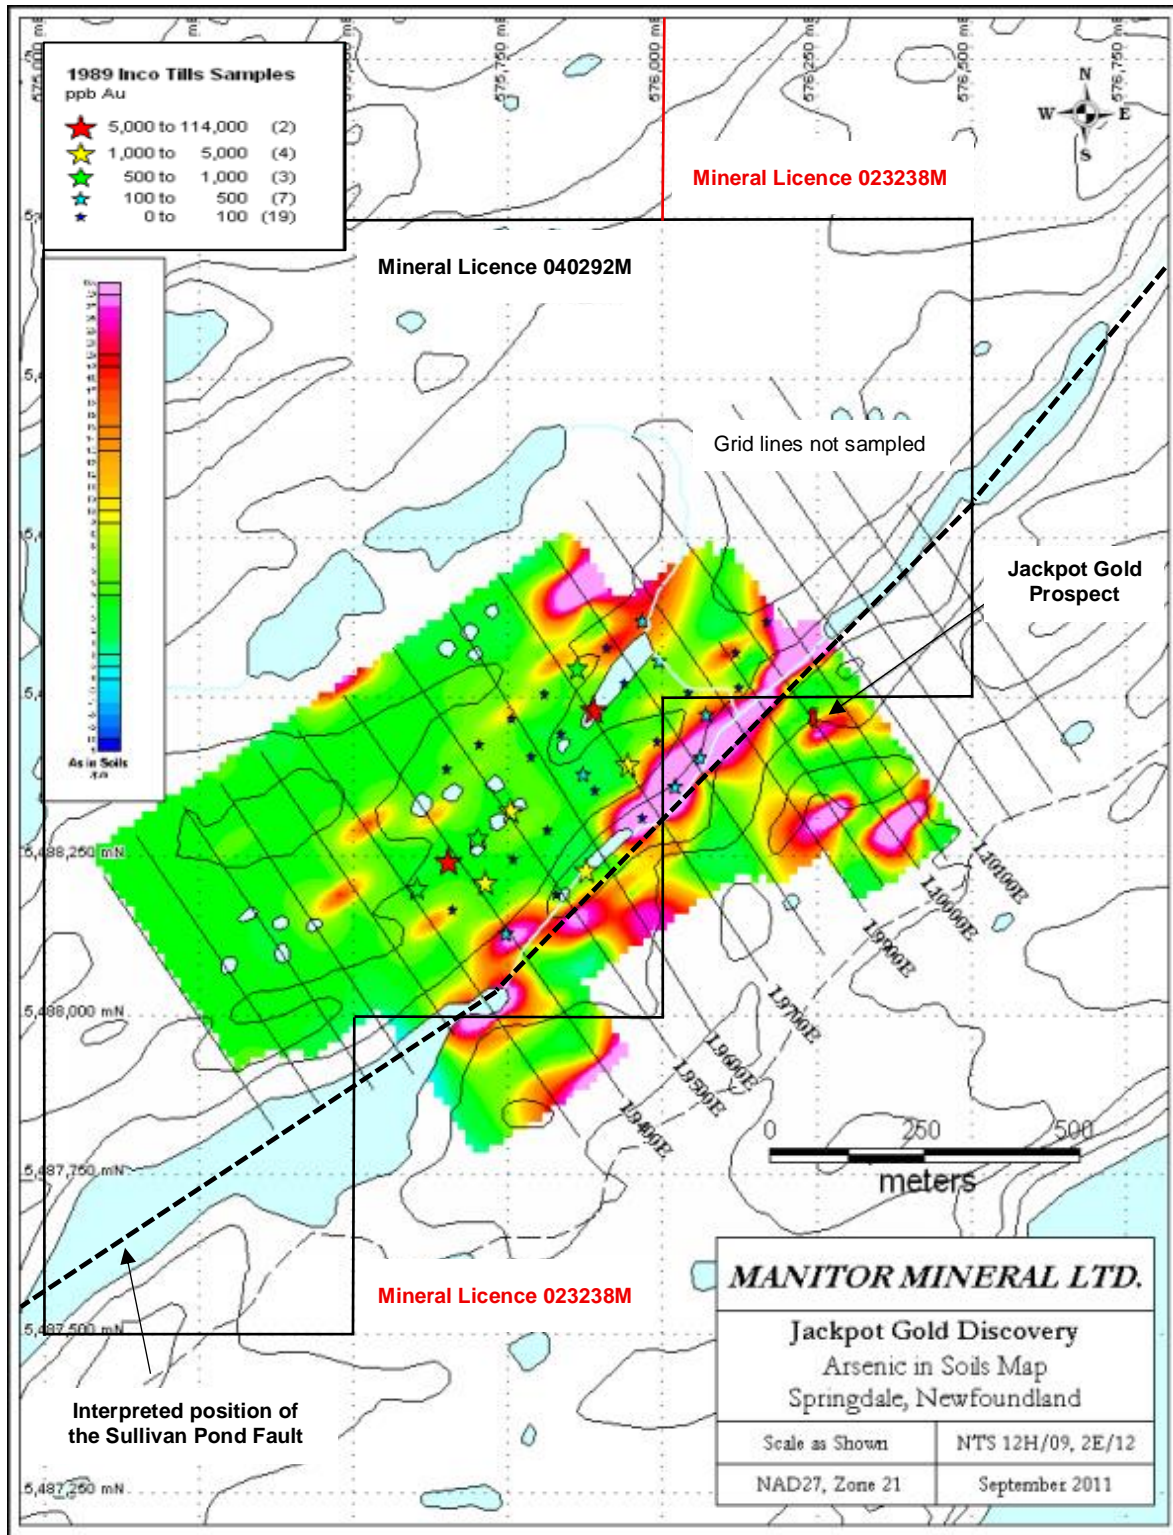 575,750 mE
576,000 mE
576,250 mE
576,500 mE
576,750 mE
1989 Inco Tills Samples
ppb Au
5,000 to 114,000 (2)
1,000 to 5,000 (4)
500 to 1,000 (3)
100 to 500 (7)
0 to 100 (19)
N
W E
S
Mineral Licence 023238M
Mineral Licence 040292M
Grid lines not sampled
Jackpot Gold
Prospect
As in Soils
5,488,250 mN
5,488,000 mN
5,487,750 mN
5,487,500 mN
5,487,250 mN
L10100E
L10000E
L9900E
L9700E
L9600E
L9500E
L9400E
0 250 500
meters
Mineral Licence 023238M
Interpreted position of
the Sullivan Pond Fault
MANITOR MINERAL LTD.
Jackpot Gold Discovery
Arsenic in Soils Map
Springdale, Newfoundland
Scale as Shown
NTS 12H/09, 2E/12
NAD27, Zone 21
September 2011